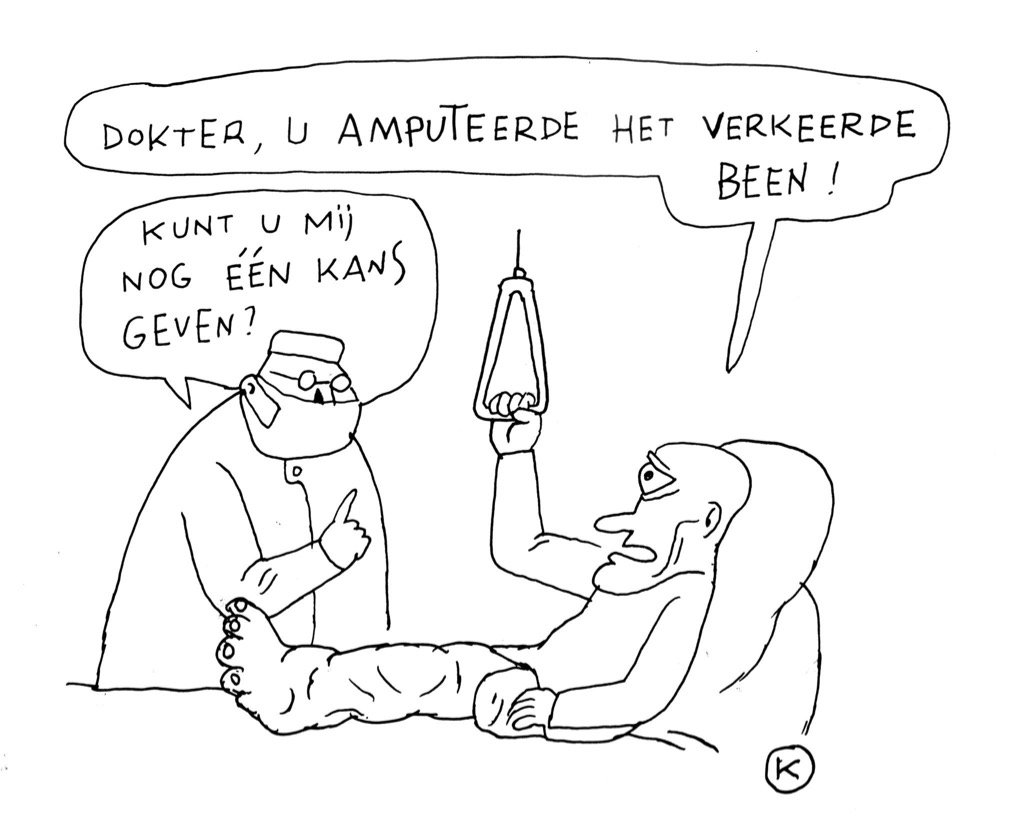 DOKTER, U AMPUTEERDE HET VERKEERDE
BEEN!
KUNT U MIJ
NOG ÉÉN KANS
GEVEN?
K